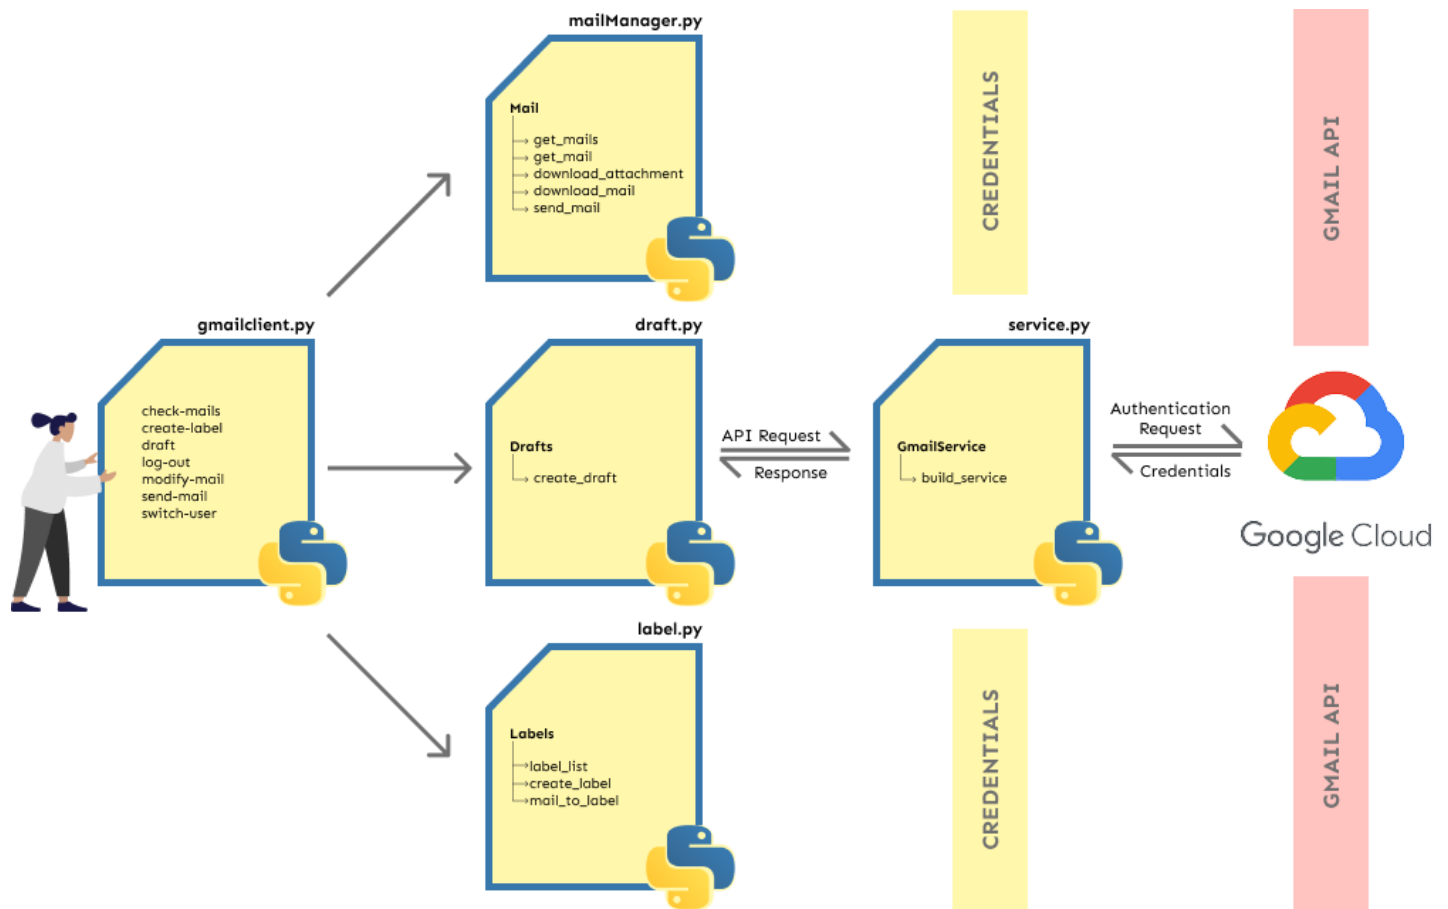 mailManager.py
Mail
get_mails
get_mail
download_attachment
download_mail
send_mail
CREDENTIALS
GMAIL API
gmailclient.py
check-mails
create-label
draft
log-out
modify-mail
send-mail
switch-user
draft.py
Drafts
create_draft
API Request
Response
service.py
GmailService
build_service
Authentication
Request
Credentials
Google Cloud
label.py
Labels
label_list
create_label
mail_to_label
CREDENTIALS
GMAIL API